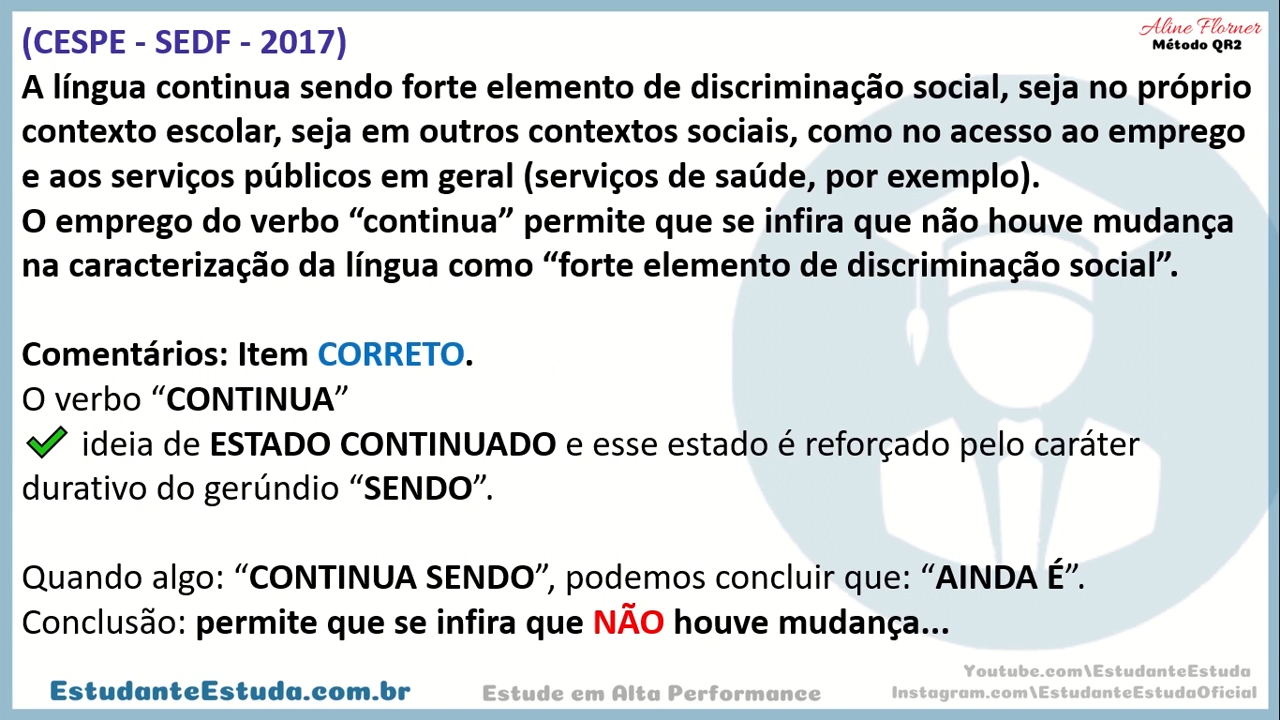 (CESPE - SEDF - 2017)
Aline Florner
Método QR2
A língua continua sendo forte elemento de discriminação social, seja no próprio
contexto escolar, seja em outros contextos sociais, como no acesso ao emprego
e aos serviços públicos em geral (serviços de saúde, por exemplo).
O emprego do verbo “continua” permite que se infira que não houve mudança
na caracterização da língua como “forte elemento de discriminação social”.
Comentários: Item CORRETO.
O verbo “CONTINUA”
ideia de ESTADO CONTINUADO e esse estado é reforçado pelo caráter
durativo do gerúndio “SENDO”.
Quando algo: “CONTINUA SENDO”, podemos concluir que: “AINDA É”.
Conclusão: permite que se infira que NÃO houve mudança...
EstudanteEstuda.com.br
Estude em Alta Performance
Youtube.com\EstudanteEstuda
Instagram.com\EstudanteEstudaOficial